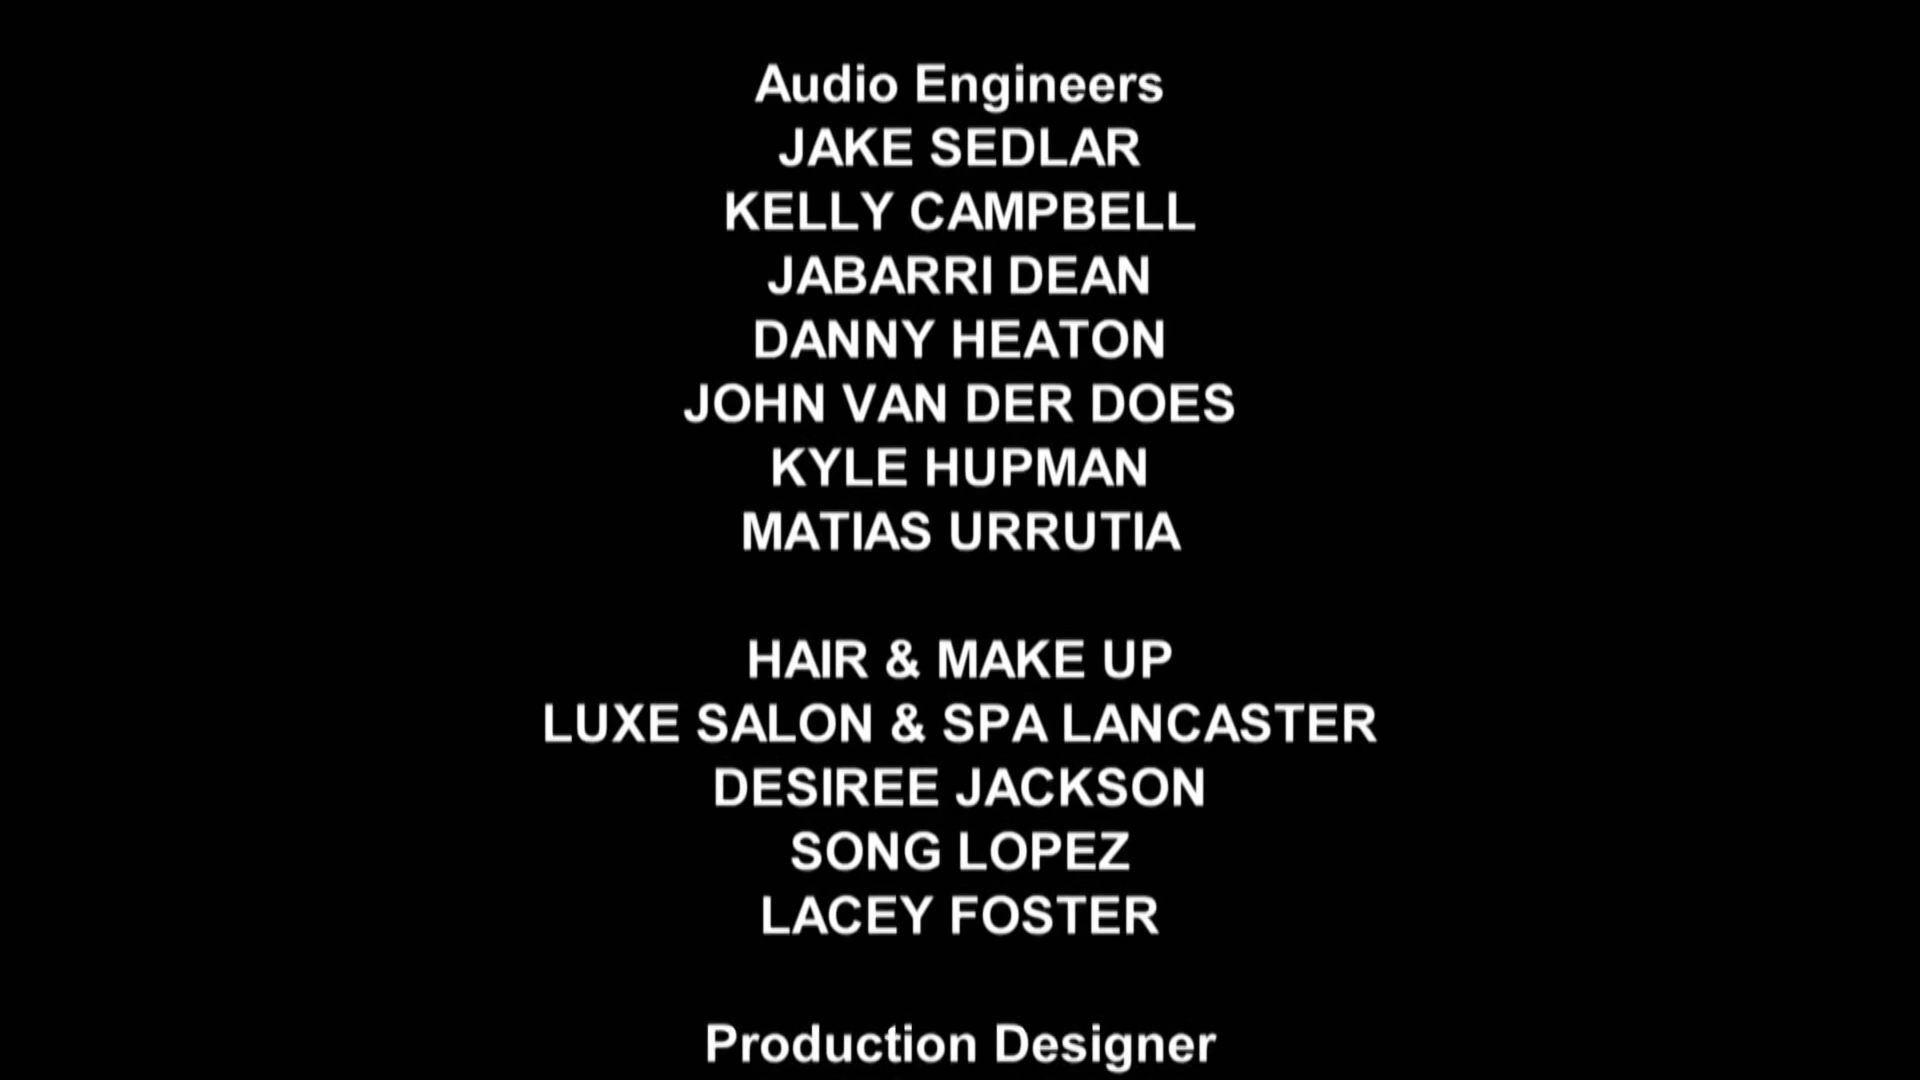 Audio Engineers
JAKE SEDLAR
KELLY CAMPBELL
JABARRI DEAN
DANNY HEATON
JOHN VAN DER DOES
KYLE HUPMAN
MATIAS URRUTIA
HAIR & MAKE UP
LUXE SALON & SPA LANCASTER
DESIREE JACKSON
SONG LOPEZ
LACEY FOSTER
Production Designer